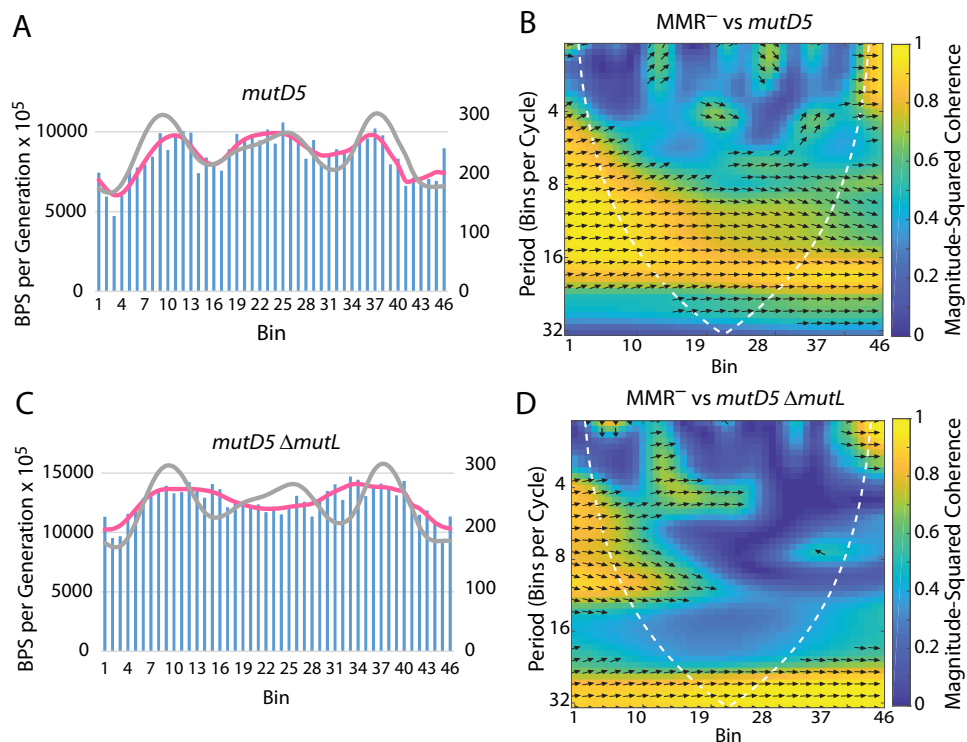 A
mutD5
BPS per Generation x 10⁵
10000
5000
0
300
200
100
0
1 4 7 10 13 16 19 22 25 28 31 34 37 40 43 46
Bin
B
MMR⁻ vs mutD5
Period (Bins per Cycle)
4
8
16
32
1 10 19 28 37 46
Bin
1
0.8
0.6
0.4
0.2
0
Magnitude-Squared Coherence
C
mutD5 ΔmutL
BPS per Generation x 10⁵
15000
10000
5000
0
300
200
100
0
1 4 7 10 13 16 19 22 25 28 31 34 37 40 43 46
Bin
D
MMR⁻ vs mutD5 ΔmutL
Period (Bins per Cycle)
4
8
16
32
1 10 19 28 37 46
Bin
1
0.8
0.6
0.4
0.2
0
Magnitude-Squared Coherence